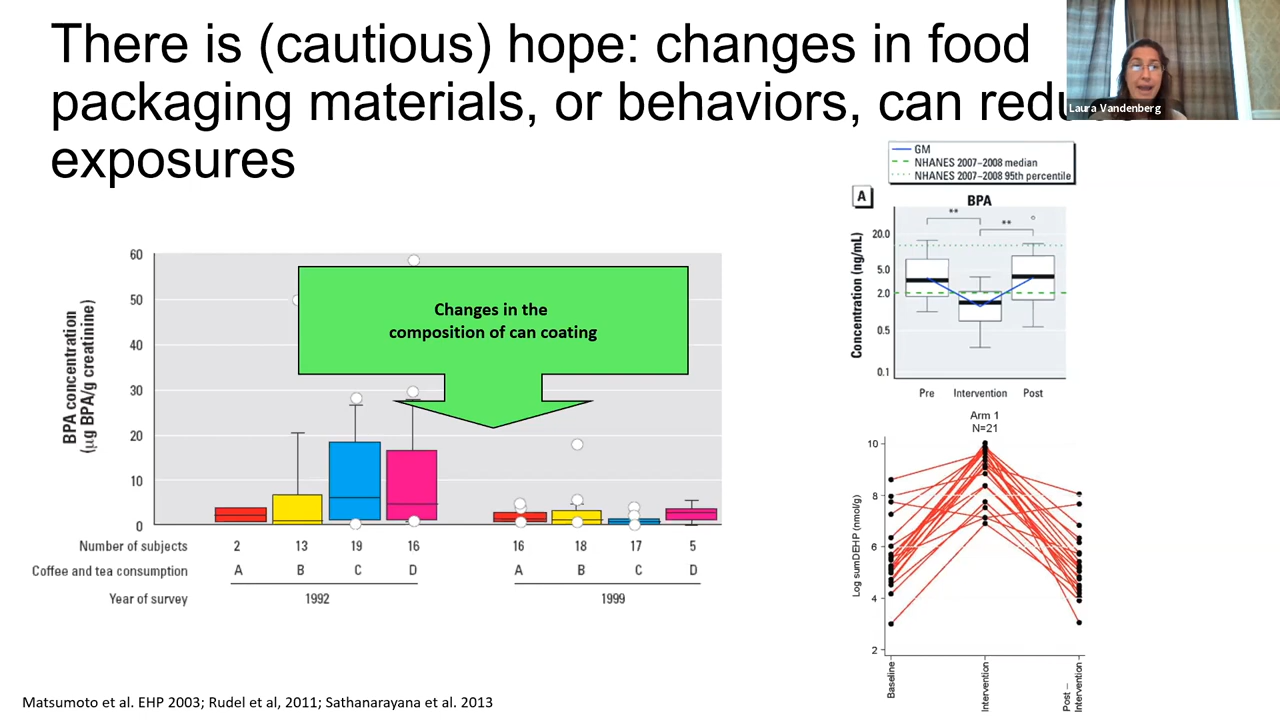 There is (cautious) hope: changes in food
packaging materials, or behaviors, can
exposures
Laura Vandenberg
GM
NHANES 2007–2008 median
NHANES 2007–2008 95th percentile
A
BPA
**
**
Concentration (ng/mL)
20.0
5.0
2.0
0.5
0.1
Pre Intervention Post
BPA concentration
(µg BPA/g creatinine)
60
50
40
30
20
10
0
Changes in the
composition of can coating
Number of subjects 2 13 19 16 16 18 17 5
Coffee and tea consumption A B C D A B C D
Year of survey 1992 1999
Arm 1
N=21
Log sumDEHP (nmol/g)
10
8
6
4
2
Baseline
Intervention
Post –
Intervention
Matsumoto et al. EHP 2003; Rudel et al, 2011; Sathanarayana et al. 2013